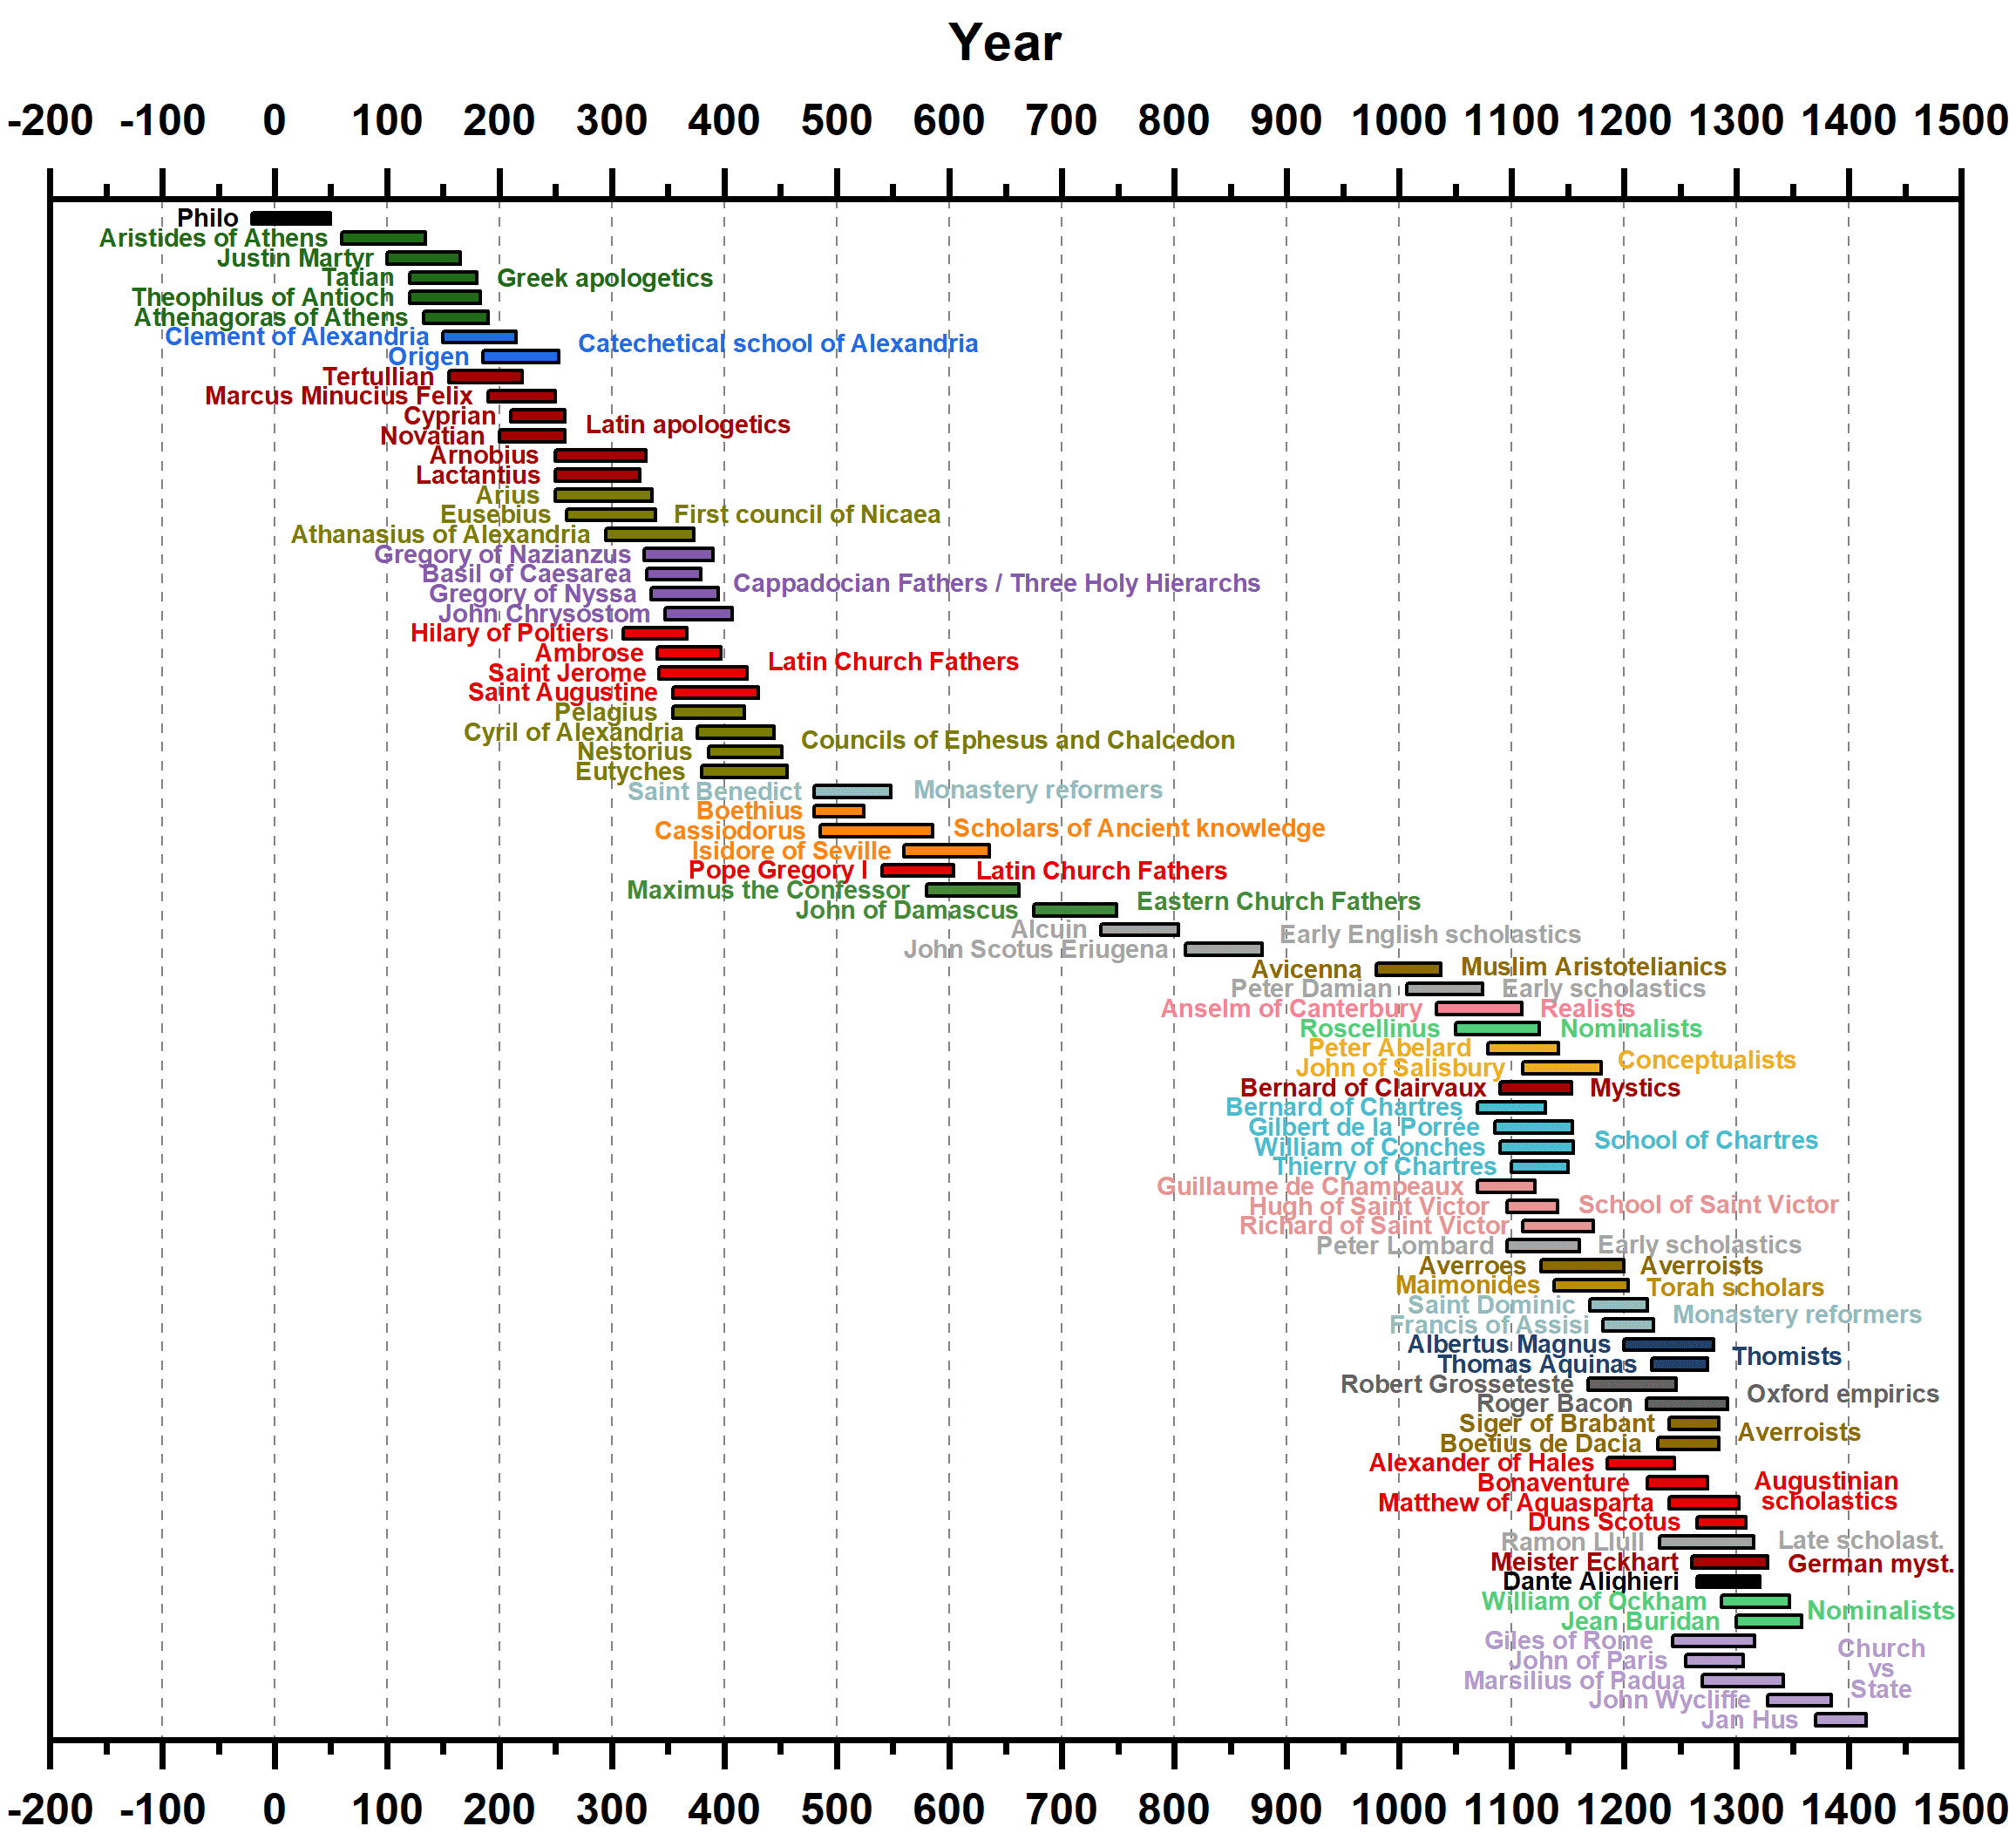 Year
-200 -100 0 100 200 300 400 500 600 700 800 900 1000 1100 1200 1300 1400 1500
Philo
Aristides of Athens
Justin Martyr
Tatian Greek apologetics
Theophilus of Antioch
Athenagoras of Athens
Clement of Alexandria
Catechetical school of Alexandria
Origen
Tertullian
Marcus Minucius Felix
Cyprian
Latin apologetics
Novatian
Arnobius
Lactantius
Arius
Eusebius First council of Nicaea
Athanasius of Alexandria
Gregory of Nazianzus
Basil of Caesarea
Cappadocian Fathers / Three Holy Hierarchs
Gregory of Nyssa
John Chrysostom
Hilary of Poitiers
Ambrose
Latin Church Fathers
Saint Jerome
Saint Augustine
Pelagius
Cyril of Alexandria
Councils of Ephesus and Chalcedon
Nestorius
Eutyches
Saint Benedict Monastery reformers
Boethius
Cassiodorus Scholars of Ancient knowledge
Isidore of Seville
Pope Gregory I Latin Church Fathers
Maximus the Confessor
Eastern Church Fathers
John of Damascus
Alcuin
Early English scholastics
John Scotus Eriugena
Avicenna Muslim Aristotelianics
Peter Damian Early scholastics
Anselm of Canterbury Realists
Roscellinus Nominalists
Peter Abelard
Conceptualists
John of Salisbury
Bernard of Clairvaux Mystics
Bernard of Chartres
Gilbert de la Porrée
School of Chartres
William of Conches
Thierry of Chartres
Guillaume de Champeaux
Hugh of Saint Victor School of Saint Victor
Richard of Saint Victor
Peter Lombard Early scholastics
Averroes Averroists
Maimonides Torah scholars
Saint Dominic
Monastery reformers
Francis of Assisi
Albertus Magnus
Thomists
Thomas Aquinas
Robert Grosseteste
Oxford empirics
Roger Bacon
Siger of Brabant
Averroists
Boetius de Dacia
Alexander of Hales
Bonaventure Augustinian
Matthew of Aquasparta scholastics
Duns Scotus
Ramon Llull Late scholast.
Meister Eckhart German myst.
Dante Alighieri
William of Ockham
Nominalists
Jean Buridan
Giles of Rome Church
John of Paris vs
Marsilius of Padua State
John Wycliffe
Jan Hus
-200 -100 0 100 200 300 400 500 600 700 800 900 1000 1100 1200 1300 1400 1500